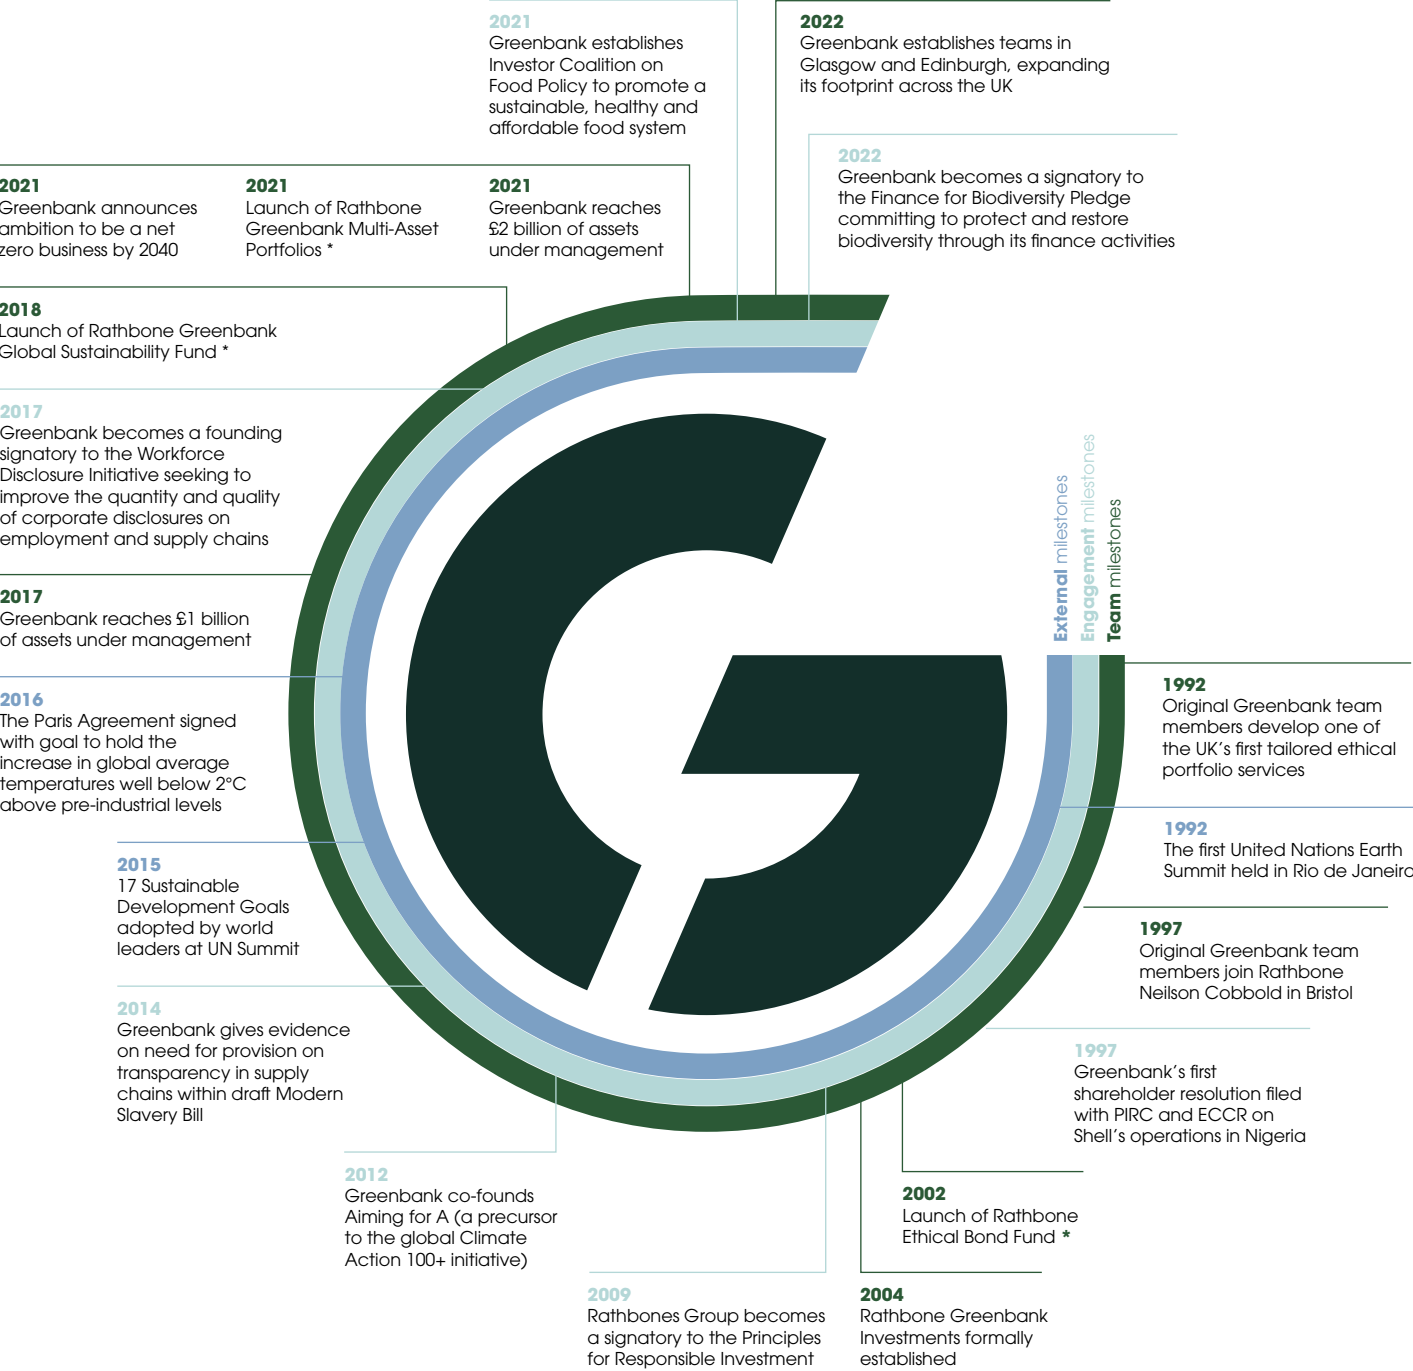 2021
Greenbank establishes
Investor Coalition on
Food Policy to promote a
sustainable, healthy and
affordable food system
2022
Greenbank establishes teams in
Glasgow and Edinburgh, expanding
its footprint across the UK
2022
Greenbank becomes a signatory to
the Finance for Biodiversity Pledge
committing to protect and restore
biodiversity through its finance activities
2021
Greenbank announces
ambition to be a net
zero business by 2040
2021
Launch of Rathbone
Greenbank Multi-Asset
Portfolios *
2021
Greenbank reaches
£2 billion of assets
under management
2018
Launch of Rathbone Greenbank
Global Sustainability Fund *
2017
Greenbank becomes a founding
signatory to the Workforce
Disclosure Initiative seeking to
improve the quantity and quality
of corporate disclosures on
employment and supply chains
2017
Greenbank reaches £1 billion
of assets under management
2016
The Paris Agreement signed
with goal to hold the
increase in global average
temperatures well below 2°C
above pre-industrial levels
2015
17 Sustainable
Development Goals
adopted by world
leaders at UN Summit
2014
Greenbank gives evidence
on need for provision on
transparency in supply
chains within draft Modern
Slavery Bill
2012
Greenbank co-founds
Aiming for A (a precursor
to the global Climate
Action 100+ initiative)
2009
Rathbones Group becomes
a signatory to the Principles
for Responsible Investment
2004
Rathbone Greenbank
Investments formally
established
2002
Launch of Rathbone
Ethical Bond Fund *
1997
Greenbank's first
shareholder resolution filed
with PIRC and ECCR on
Shell's operations in Nigeria
1997
Original Greenbank team
members join Rathbone
Neilson Cobbold in Bristol
1992
The first United Nations Earth
Summit held in Rio de Janeiro
1992
Original Greenbank team
members develop one of
the UK's first tailored ethical
portfolio services
External milestones
Engagement milestones
Team milestones